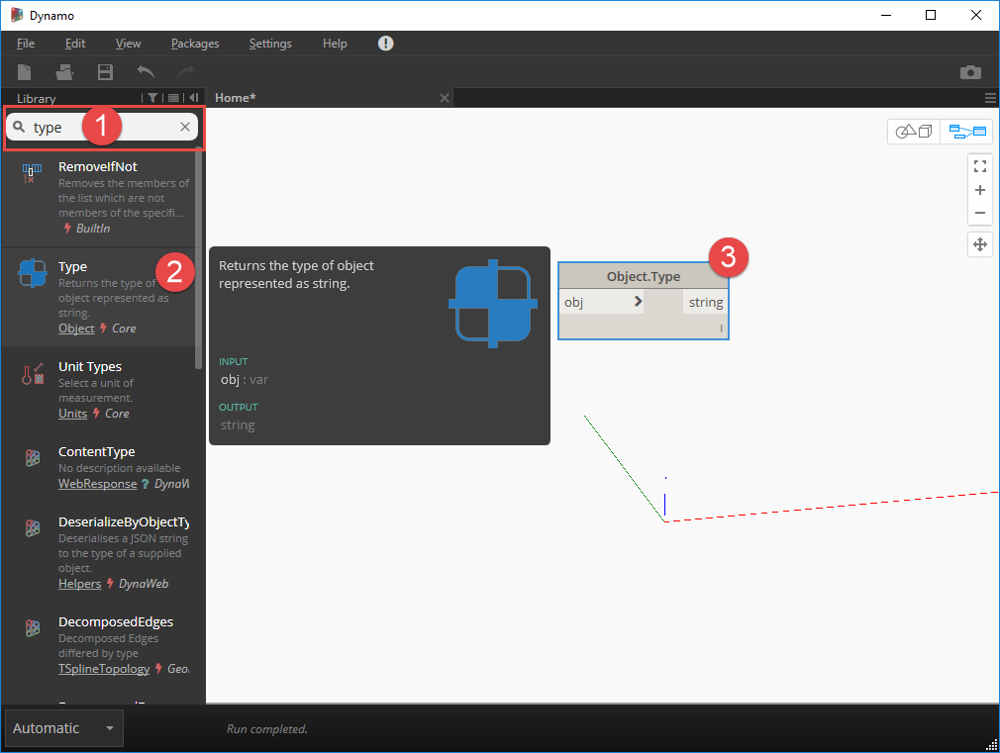 Dynamo
File Edit View Packages Settings Help !
Library
Home*
type
1
RemoveIfNot
Removes the members of
the list which are not
members of the specifi...
BuiltIn
Type
2
Returns the type of
object represented as
string.
Object Core
Unit Types
Select a unit of
measurement.
Units Core
ContentType
No description available
WebResponse ? DynaW
DeserializeByObjectTy
Deserialises a JSON string
to the type of a supplied
object.
Helpers DynaWeb
DecomposedEdges
Decomposed Edges
differed by type
TSplineTopology Geo
Returns the type of object
represented as string.
INPUT
obj : var
OUTPUT
string
3
Object.Type
obj > string
Automatic
Run completed.